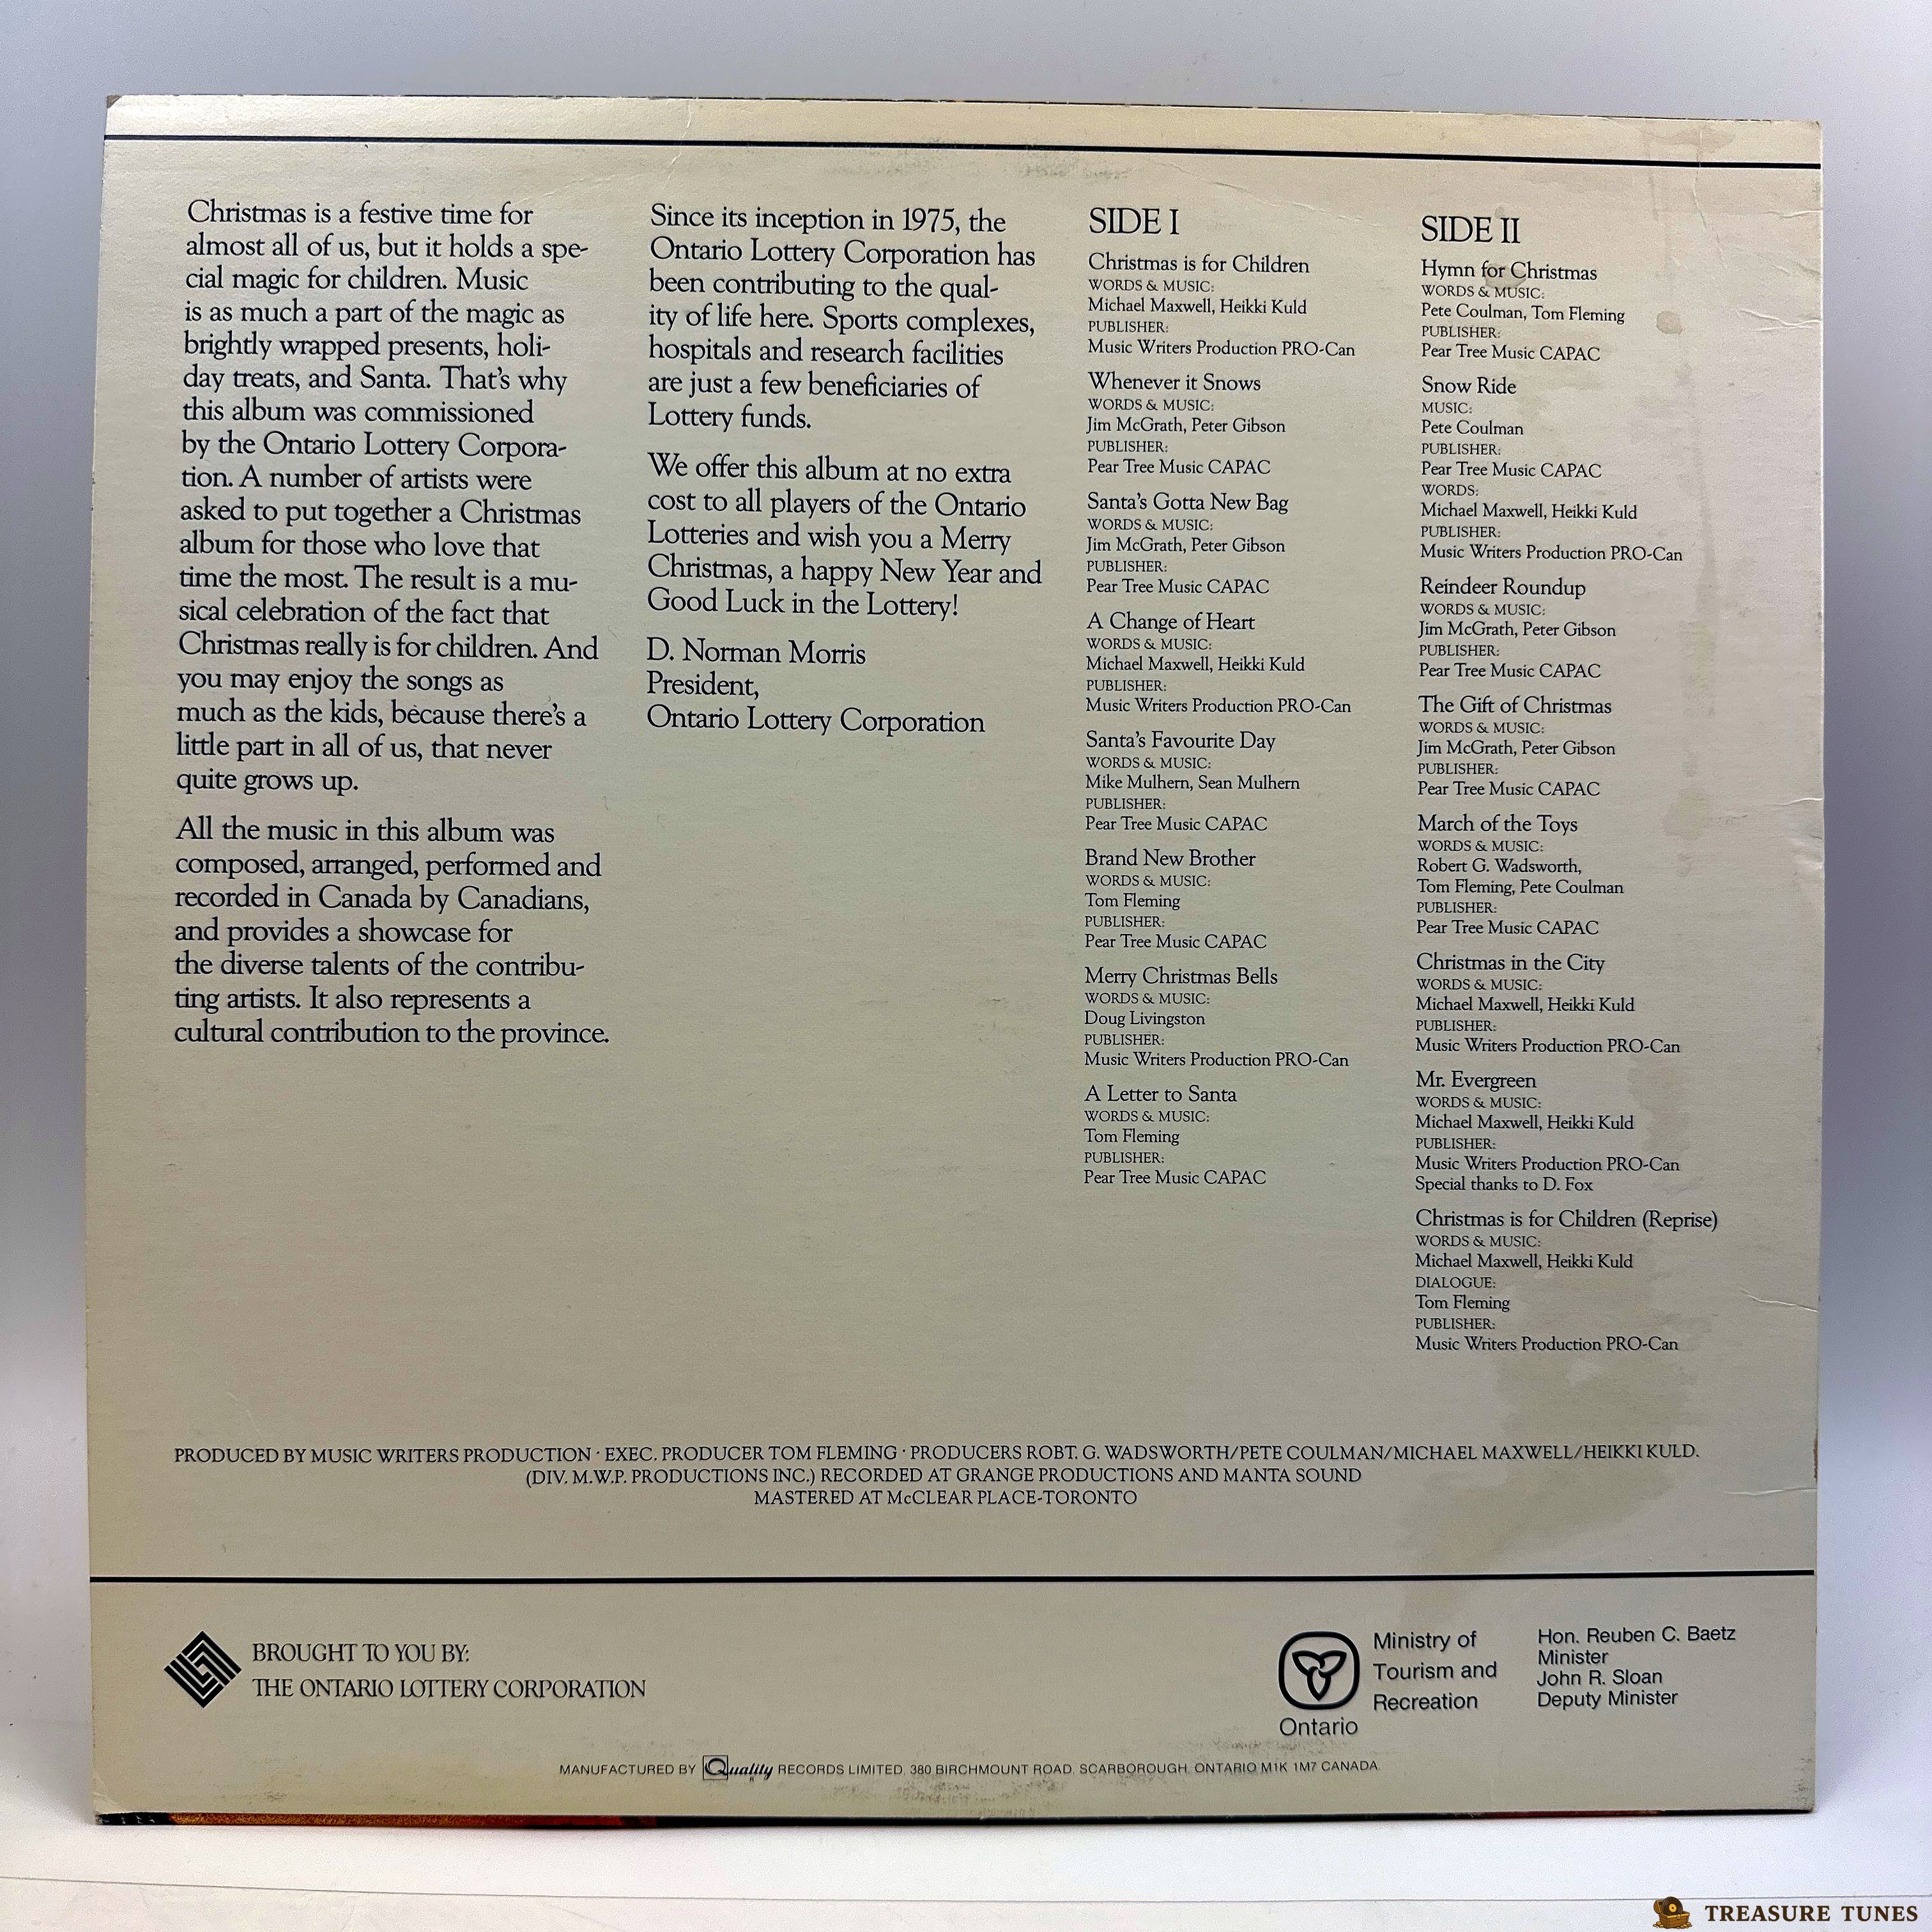 Christmas is a festive time for
almost all of us, but it holds a spe-
cial magic for children. Music
is as much a part of the magic as
brightly wrapped presents, holi-
day treats, and Santa. That's why
this album was commissioned
by the Ontario Lottery Corpora-
tion. A number of artists were
asked to put together a Christmas
album for those who love that
time the most. The result is a mu-
sical celebration of the fact that
Christmas really is for children. And
you may enjoy the songs as
much as the kids, because there's a
little part in all of us, that never
quite grows up.
All the music in this album was
composed, arranged, performed and
recorded in Canada by Canadians,
and provides a showcase for
the diverse talents of the contribu-
ting artists. It also represents a
cultural contribution to the province.
Since its inception in 1975, the
Ontario Lottery Corporation has
been contributing to the qual-
ity of life here. Sports complexes,
hospitals and research facilities
are just a few beneficiaries of
Lottery funds.
We offer this album at no extra
cost to all players of the Ontario
Lotteries and wish you a Merry
Christmas, a happy New Year and
Good Luck in the Lottery!
D. Norman Morris
President,
Ontario Lottery Corporation
SIDE I
Christmas is for Children
WORDS & MUSIC:
Michael Maxwell, Heikki Kuld
PUBLISHER:
Music Writers Production PRO-Can
Whenever it Snows
WORDS & MUSIC:
Jim McGrath, Peter Gibson
PUBLISHER:
Pear Tree Music CAPAC
Santa's Gotta New Bag
WORDS & MUSIC:
Jim McGrath, Peter Gibson
PUBLISHER:
Pear Tree Music CAPAC
A Change of Heart
WORDS & MUSIC:
Michael Maxwell, Heikki Kuld
PUBLISHER:
Music Writers Production PRO-Can
Santa's Favourite Day
WORDS & MUSIC:
Mike Mulhern, Sean Mulhern
PUBLISHER:
Pear Tree Music CAPAC
Brand New Brother
WORDS & MUSIC:
Tom Fleming
PUBLISHER:
Pear Tree Music CAPAC
Merry Christmas Bells
WORDS & MUSIC:
Doug Livingston
PUBLISHER:
Music Writers Production PRO-Can
A Letter to Santa
WORDS & MUSIC:
Tom Fleming
PUBLISHER:
Pear Tree Music CAPAC
SIDE II
Hymn for Christmas
WORDS & MUSIC:
Pete Coulman, Tom Fleming
PUBLISHER:
Pear Tree Music CAPAC
Snow Ride
MUSIC:
Pete Coulman
PUBLISHER:
Pear Tree Music CAPAC
WORDS:
Michael Maxwell, Heikki Kuld
PUBLISHER:
Music Writers Production PRO-Can
Reindeer Roundup
WORDS & MUSIC:
Jim McGrath, Peter Gibson
PUBLISHER:
Pear Tree Music CAPAC
The Gift of Christmas
WORDS & MUSIC:
Jim McGrath, Peter Gibson
PUBLISHER:
Pear Tree Music CAPAC
March of the Toys
WORDS & MUSIC:
Robert G. Wadsworth,
Tom Fleming, Pete Coulman
PUBLISHER:
Pear Tree Music CAPAC
Christmas in the City
WORDS & MUSIC:
Michael Maxwell, Heikki Kuld
PUBLISHER:
Music Writers Production PRO-Can
Mr. Evergreen
WORDS & MUSIC:
Michael Maxwell, Heikki Kuld
PUBLISHER:
Music Writers Production PRO-Can
Special thanks to D. Fox
Christmas is for Children (Reprise)
WORDS & MUSIC:
Michael Maxwell, Heikki Kuld
DIALOGUE:
Tom Fleming
PUBLISHER:
Music Writers Production PRO-Can
PRODUCED BY MUSIC WRITERS PRODUCTION · EXEC. PRODUCER TOM FLEMING · PRODUCERS ROBT. G. WADSWORTH/PETE COULMAN/MICHAEL MAXWELL/HEIKKI KULD.
(DIV. M.W.P. PRODUCTIONS INC.) RECORDED AT GRANGE PRODUCTIONS AND MANTA SOUND
MASTERED AT McCLEAR PLACE-TORONTO
BROUGHT TO YOU BY:
THE ONTARIO LOTTERY CORPORATION
Ontario
Ministry of
Tourism and
Recreation
Hon. Reuben C. Baetz
Minister
John R. Sloan
Deputy Minister
MANUFACTURED BY Quality RECORDS LIMITED, 380 BIRCHMOUNT ROAD, SCARBOROUGH, ONTARIO M1K 1M7 CANADA.
TREASURE TUNES